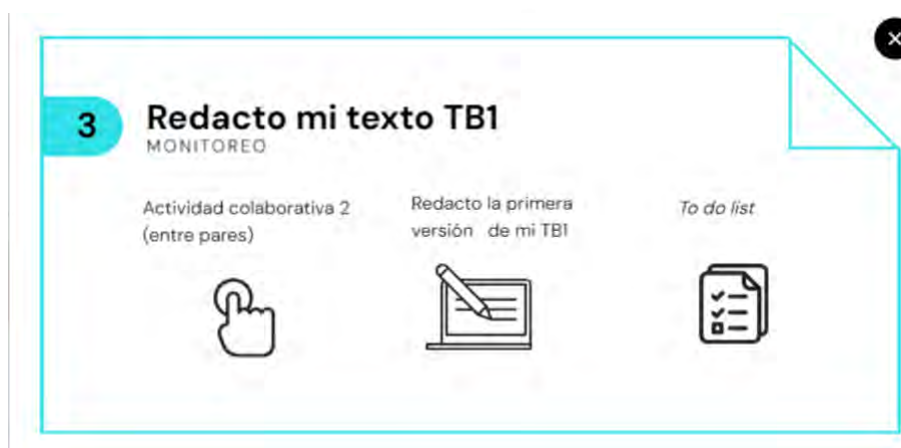 3
Redacto mi texto TB1
MONITOREO
Actividad colaborativa 2
(entre pares)
Redacto la primera
versión de mi TB1
To do list